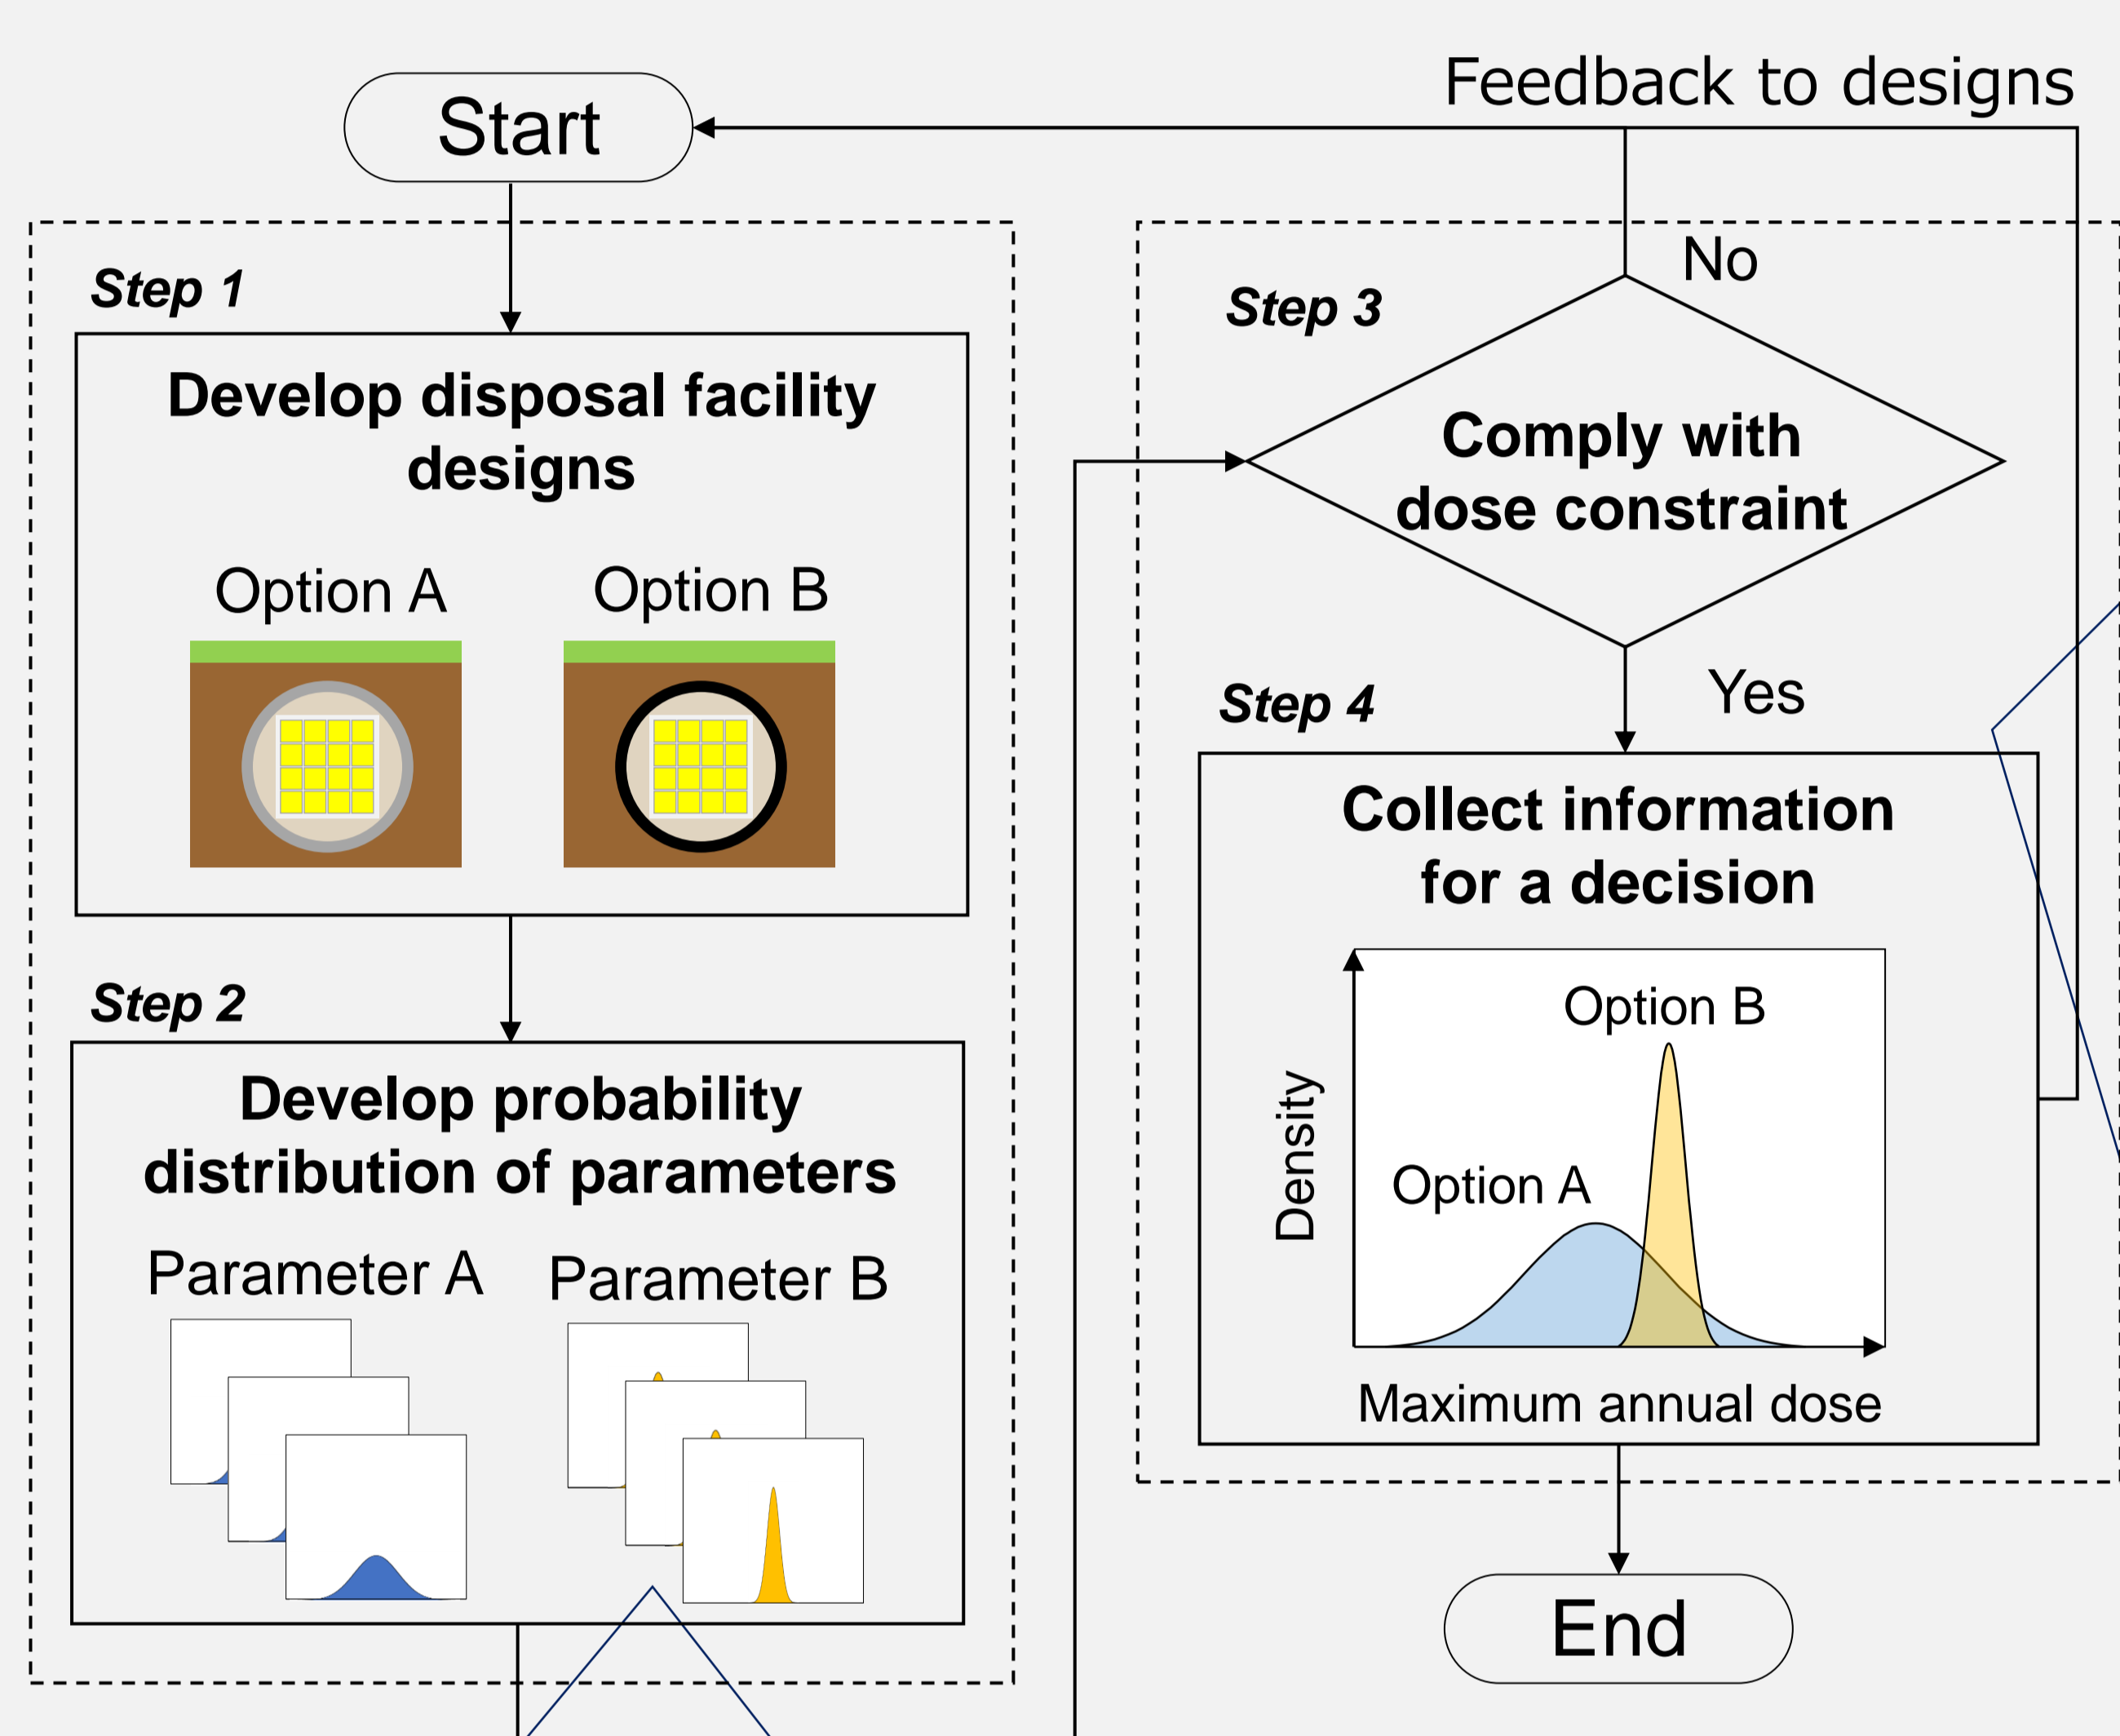 Feedback to designs
Start
Step 1
Develop disposal facility
designs
Option A
Option B
Step 2
Develop probability
distribution of parameters
Parameter A
Parameter B
No
Step 3
Comply with
dose constraint
Yes
Step 4
Collect information
for a decision
Option B
Option A
Density
Maximum annual dose
End